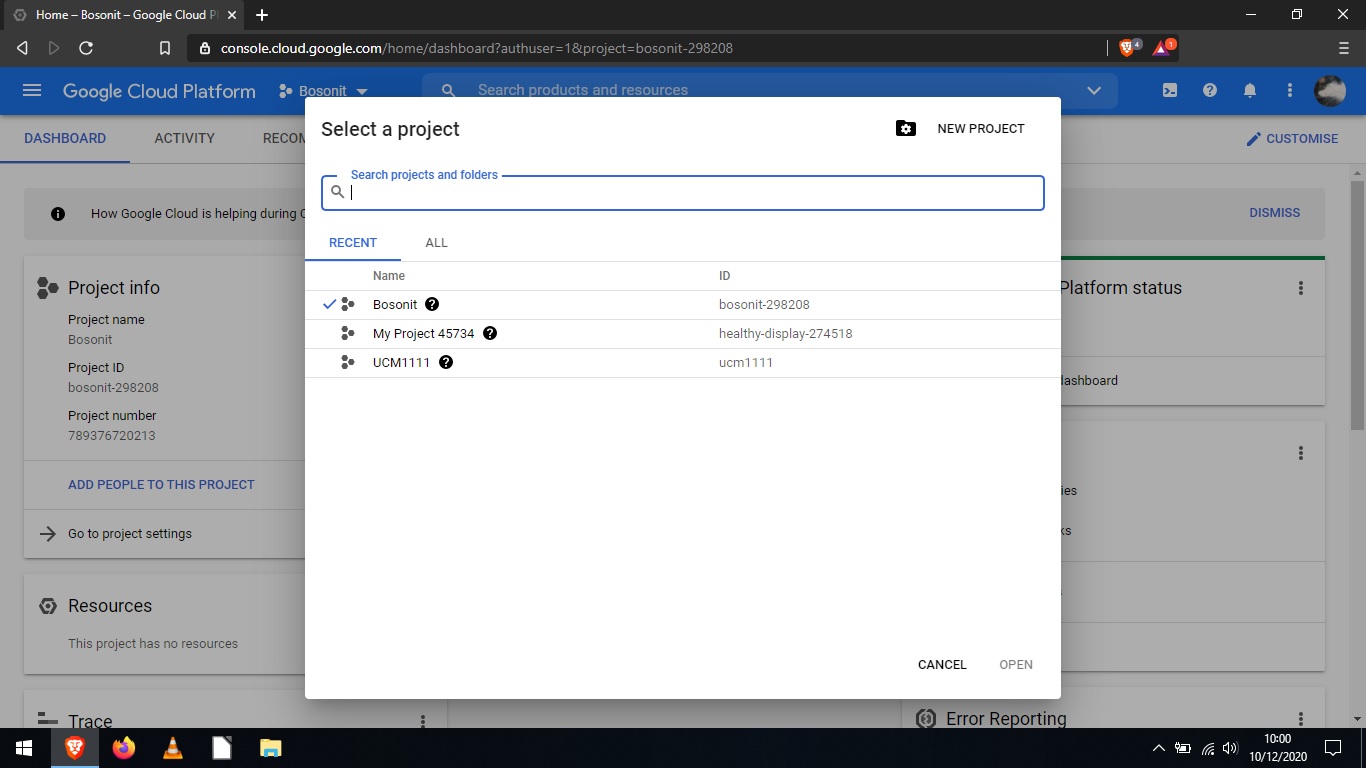 Home – Bosonit – Google Cloud P
console.cloud.google.com/home/dashboard?authuser=1&project=bosonit-298208
4
1
Google Cloud Platform
Bosonit
Search products and resources
DASHBOARD
ACTIVITY
RECOM
CUSTOMISE
Select a project
NEW PROJECT
Search projects and folders
RECENT
ALL
Name
ID
Bosonit
bosonit-298208
My Project 45734
healthy-display-274518
UCM1111
ucm1111
CANCEL
OPEN
How Google Cloud is helping during C
DISMISS
Project info
Project name
Bosonit
Project ID
bosonit-298208
Project number
789376720213
ADD PEOPLE TO THIS PROJECT
Go to project settings
Resources
This project has no resources
Trace
Platform status
dashboard
ies
ks
Error Reporting
10:00
10/12/2020